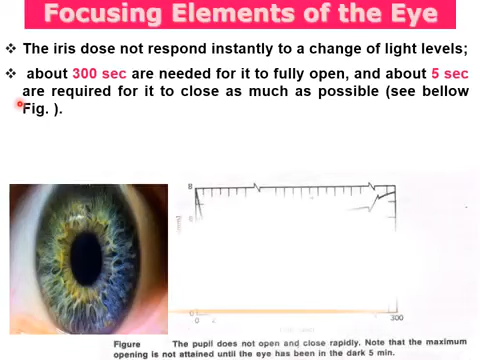 Focusing Elements of the Eye
❖ The iris dose not respond instantly to a change of light levels;
❖ about 300 sec are needed for it to fully open, and about 5 sec
are required for it to close as much as possible (see bellow
Fig. ).
8
6
0
0
300
Figure The pupil does not open and close rapidly. Note that the maximum
opening is not attained until the eye has been in the dark 5 min.